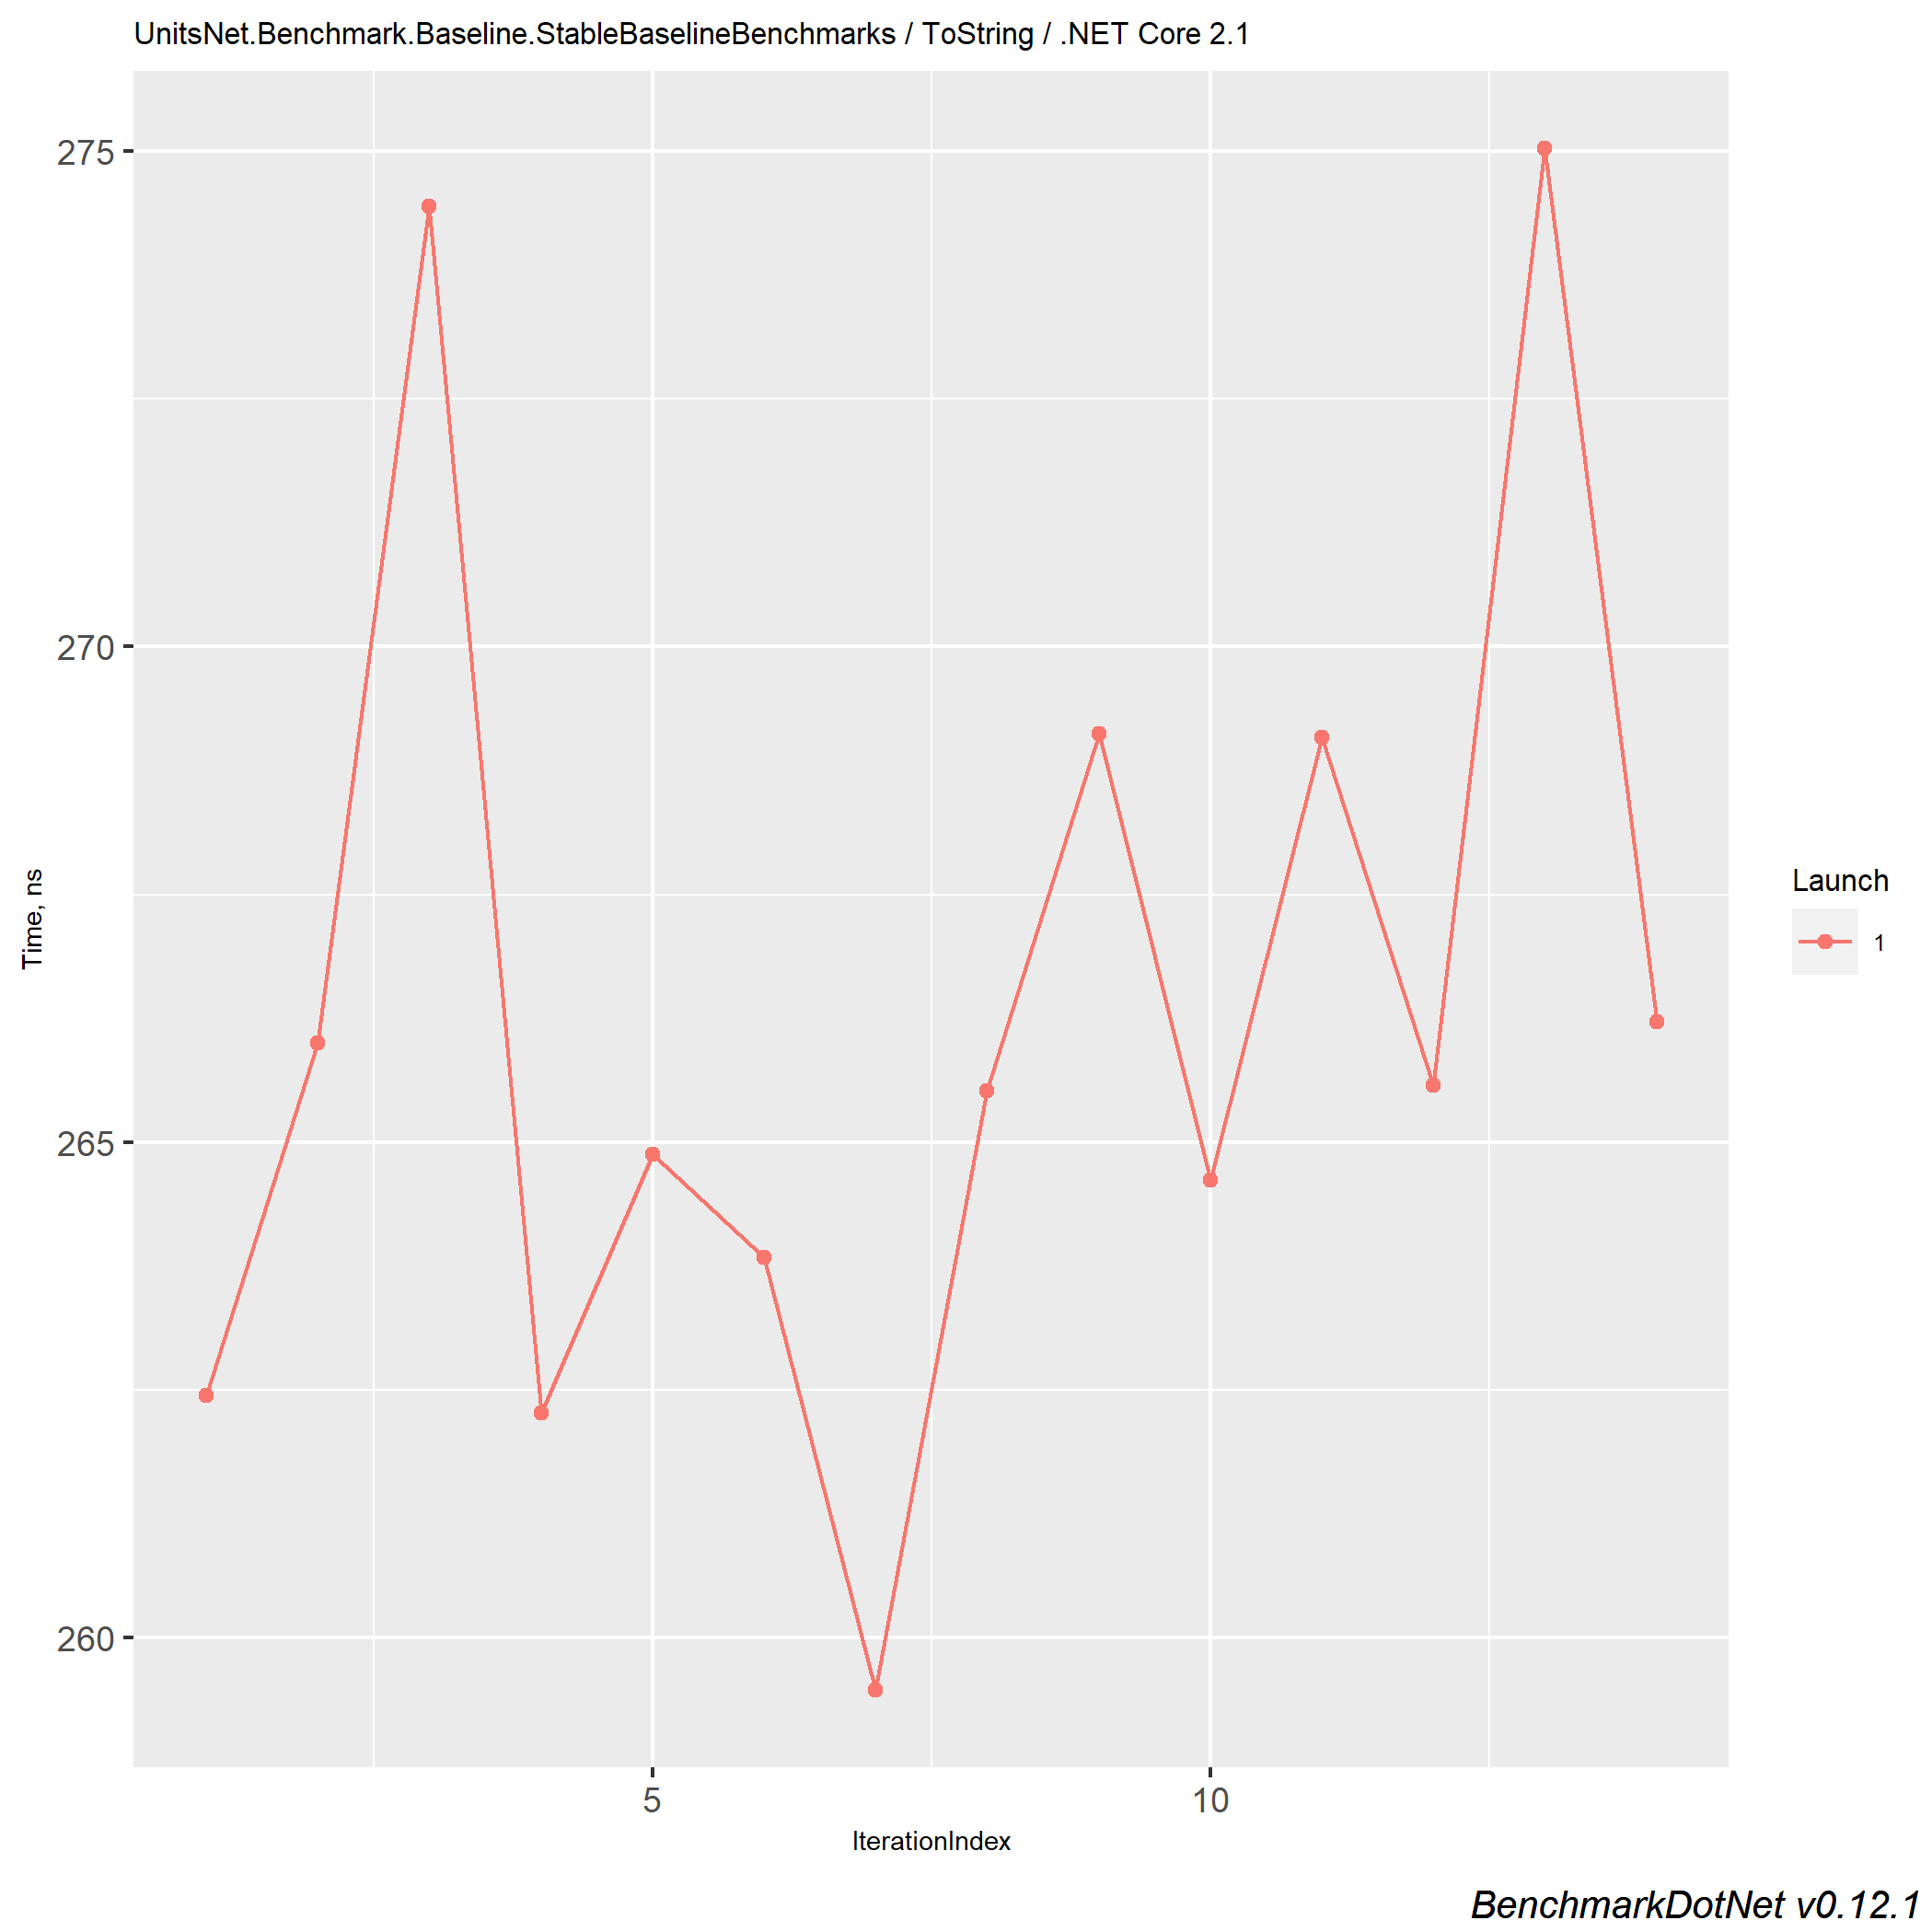 UnitsNet.Benchmark.Baseline.StableBaselineBenchmarks / ToString / .NET Core 2.1
275
270
265
260
Time, ns
5
10
IterationIndex
Launch
1
BenchmarkDotNet v0.12.1